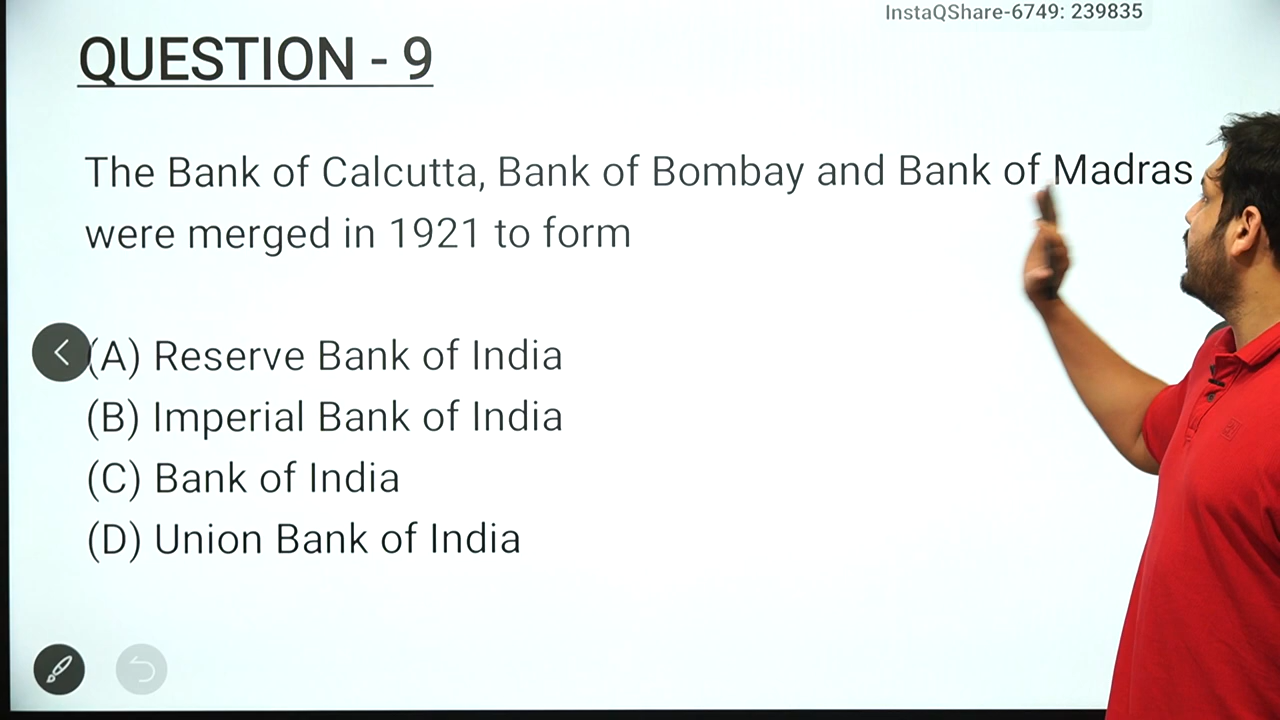 InstaQShare-6749: 239835
QUESTION - 9
The Bank of Calcutta, Bank of Bombay and Bank of Madras
were merged in 1921 to form
(A) Reserve Bank of India
(B) Imperial Bank of India
(C) Bank of India
(D) Union Bank of India